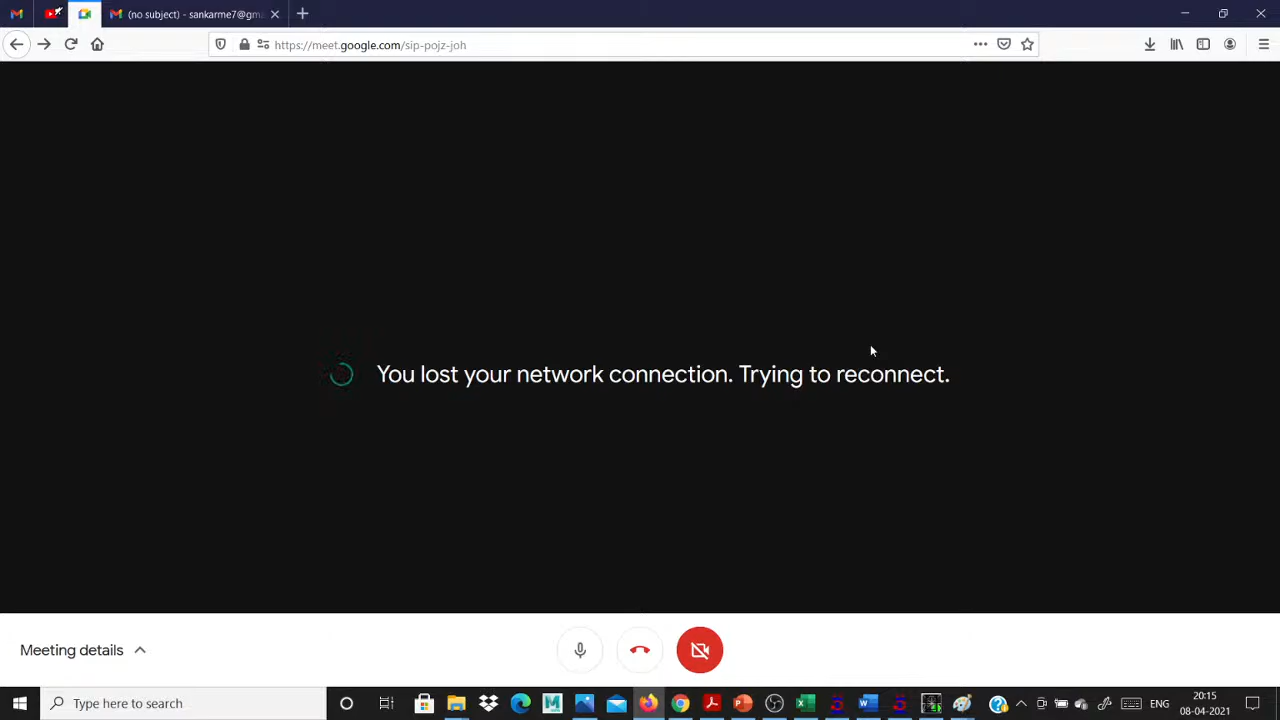 (no subject) - sankarme7@gm
https://meet.google.com/sip-pojz-joh
You lost your network connection. Trying to reconnect.
Meeting details
Type here to search
ENG
20:15
08-04-2021